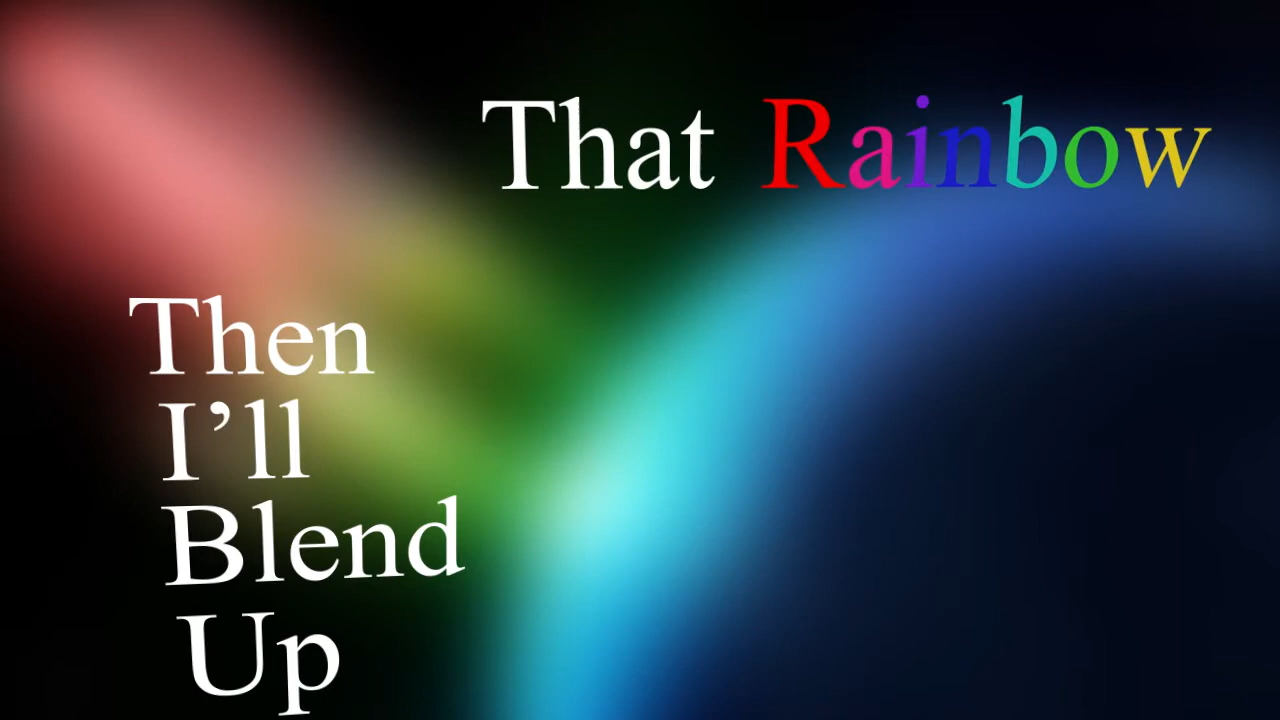 That Rainbow
Then
I’ll
Blend
Up